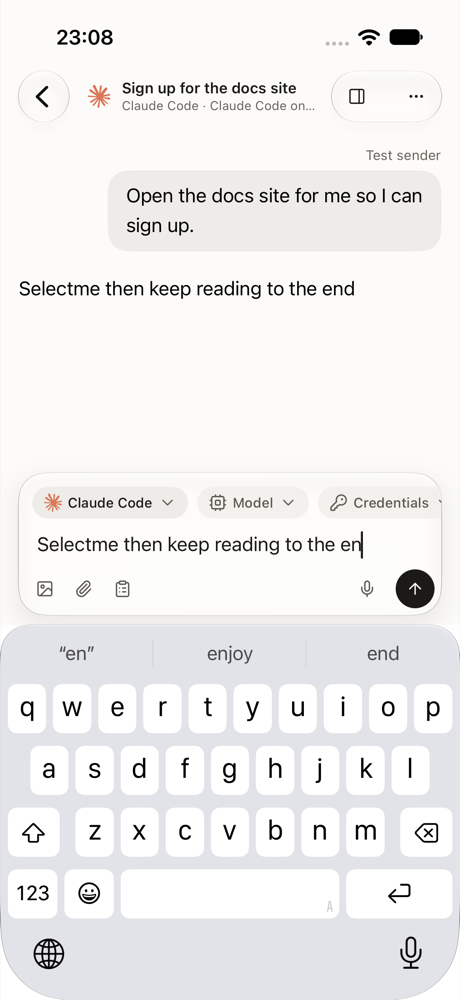 23:08
Sign up for the docs site
Claude Code · Claude Code on...
Test sender
Open the docs site for me so I can
sign up.
Selectme then keep reading to the end
Claude Code
Model
Credentials
Selectme then keep reading to the en
“en”
enjoy
end
q w e r t y u i o p
a s d f g h j k l
z x c v b n m
123
A